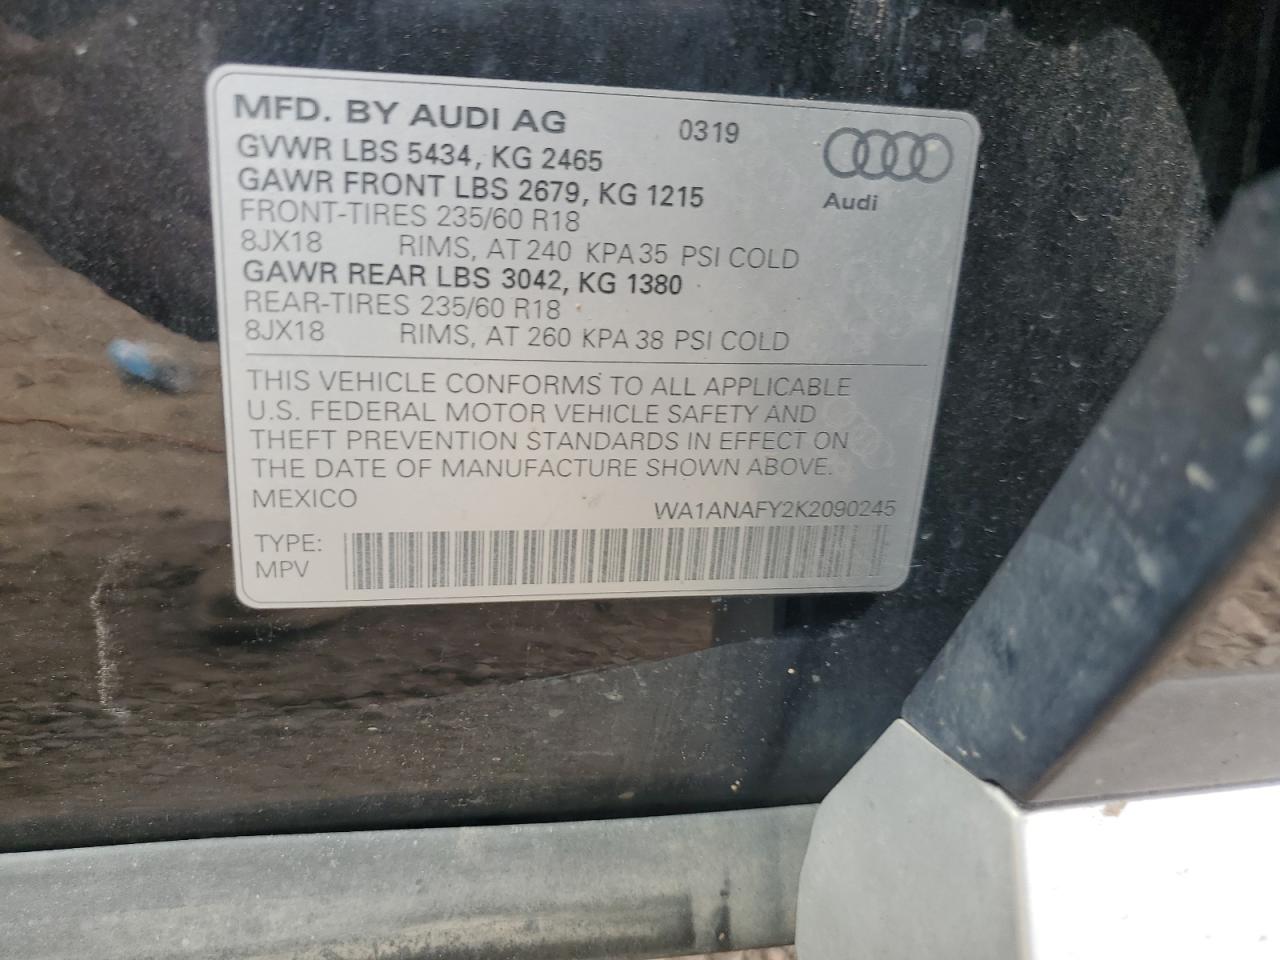 MFD. BY AUDI AG 0319
GVWR LBS 5434, KG 2465
GAWR FRONT LBS 2679, KG 1215
Audi
FRONT-TIRES 235/60 R18
8JX18 RIMS, AT 240 KPA 35 PSI COLD
GAWR REAR LBS 3042, KG 1380
REAR-TIRES 235/60 R18
8JX18 RIMS, AT 260 KPA 38 PSI COLD
THIS VEHICLE CONFORMS TO ALL APPLICABLE
U.S. FEDERAL MOTOR VEHICLE SAFETY AND
THEFT PREVENTION STANDARDS IN EFFECT ON
THE DATE OF MANUFACTURE SHOWN ABOVE.
MEXICO WA1ANAFY2K2090245
TYPE:
MPV